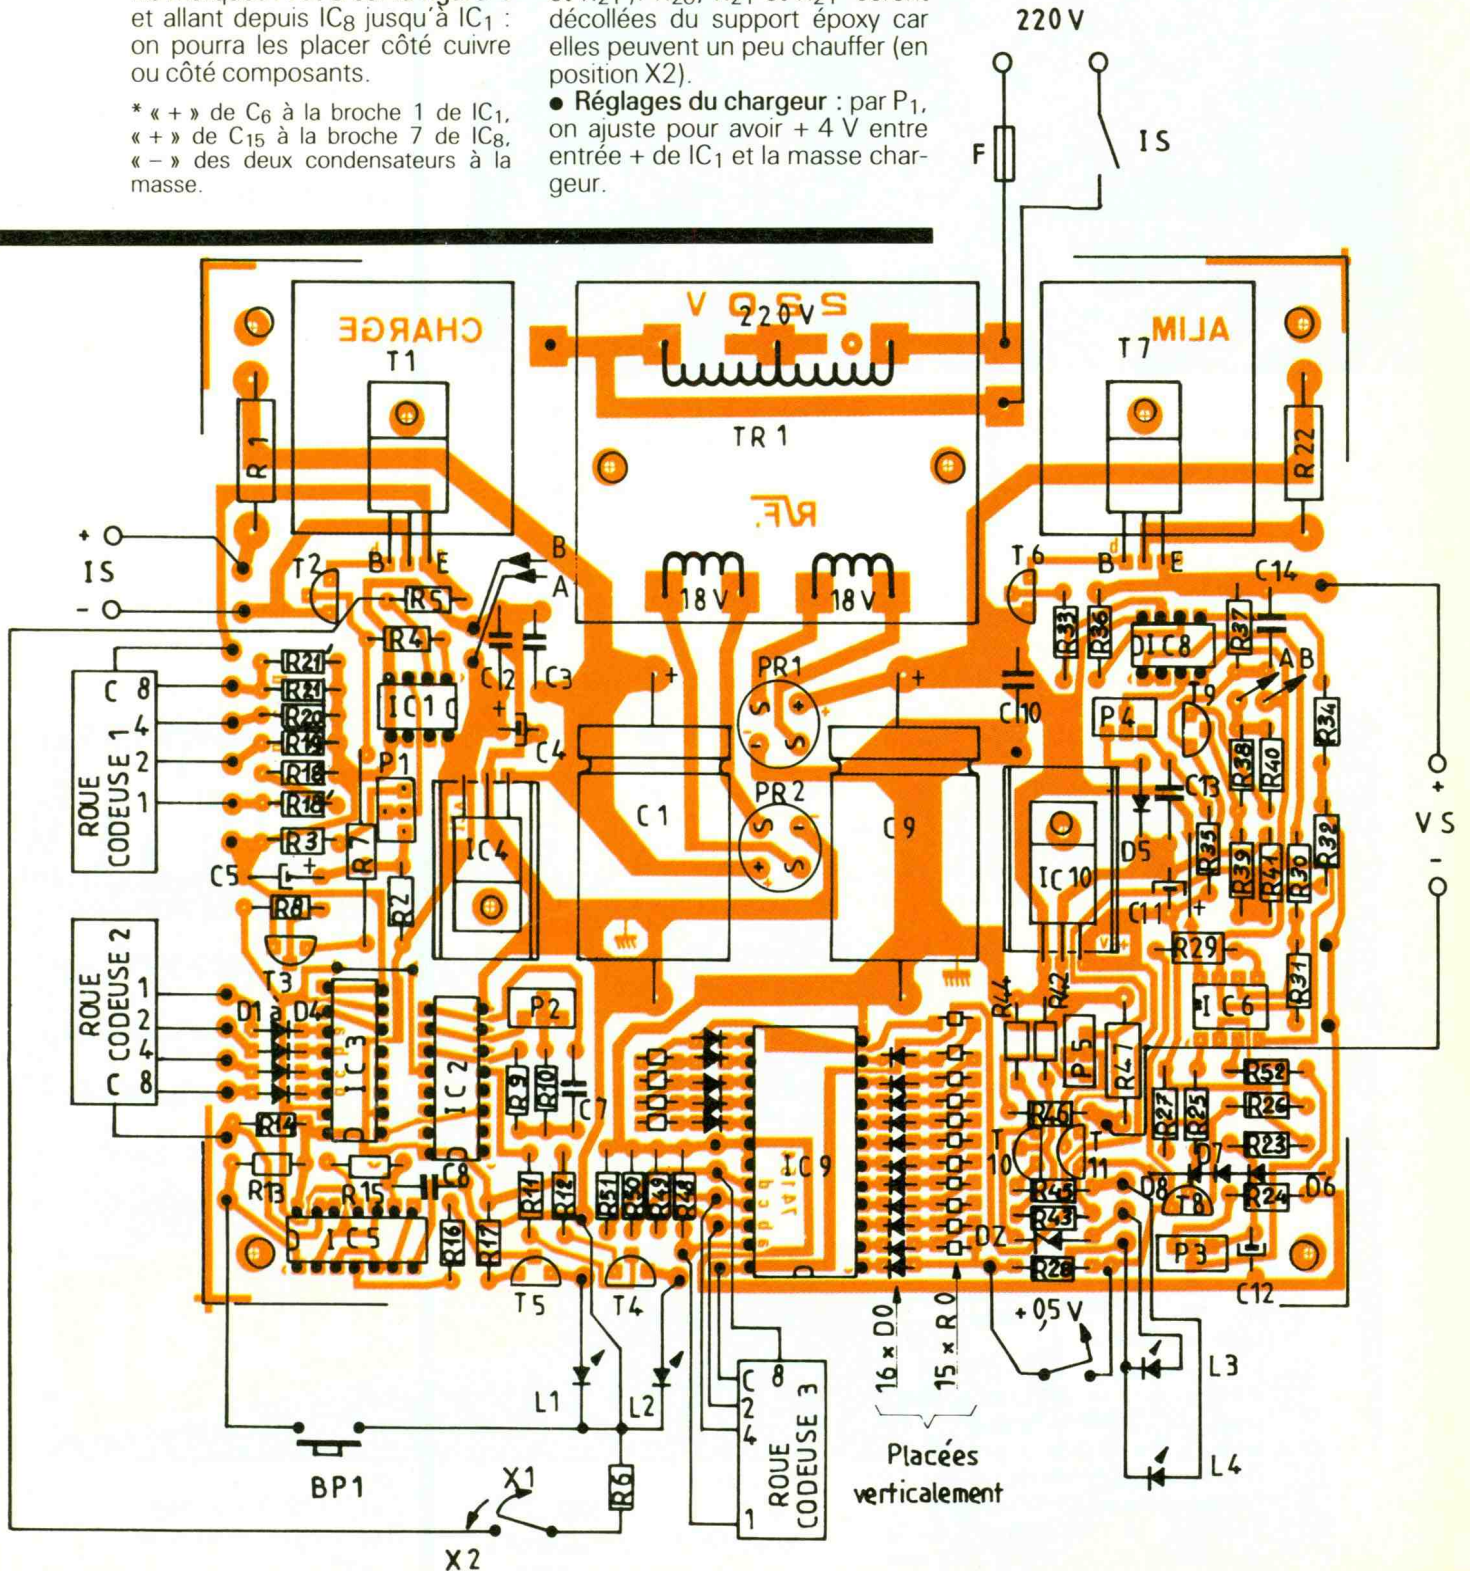 et allant depuis IC8 jusqu'à IC1 :
on pourra les placer côté cuivre
ou côté composants.
* « + » de C6 à la broche 1 de IC1,
« + » de C15 à la broche 7 de IC8,
« – » des deux condensateurs à la
masse.
décollées du support époxy car
elles peuvent un peu chauffer (en
position X2).
● Réglages du chargeur : par P1,
on ajuste pour avoir + 4 V entre
entrée + de IC1 et la masse char-
geur.
220 V
F
IS
CHARGE
T1
220 V
220V
TR1
R/F.
18V
18V
ALIM
T7
R1
R22
+
IS
-
B
E
B
A
T2
R5
R4
C2
C3
+
C4
IC1
T6
B
E
C14
R33
R36
IC8
R37
A B
T9
P4
R34
C10
PR1
S
+
-
S
PR2
S
-
+
S
+
C1
+
C9
C 8
4
2
1
ROUE
CODEUSE 1
R21
R21
R20
R19
R18
R18
R3
P1
C5
+
R7
R8
R2
IC4
T3
D5
C13
R38
R40
R35
R39
R41
R30
R32
IC10
C11
+
R29
R31
IC6
+
VS
-
ROUE
CODEUSE 2
1
2
4
C 8
D1 à D4
IC3
IC2
P2
R9
R10
C7
R14
R13
R15
C8
IC5
R16
R17
R11
R12
R51
R50
R49
R48
T5
T4
IC9
a b c d
R44
R42
P5
R47
R46
T10
T11
R45
R43
D2
R28
R27
R25
R52
R26
R23
D7
D8
T8
R24
D6
P3
C12
+ 0,5 V
16 x D0
15 x R0
Placées
verticalement
L1
L2
L3
L4
BP1
X1
X2
R6
8
C
2
4
1
ROUE
CODEUSE 3